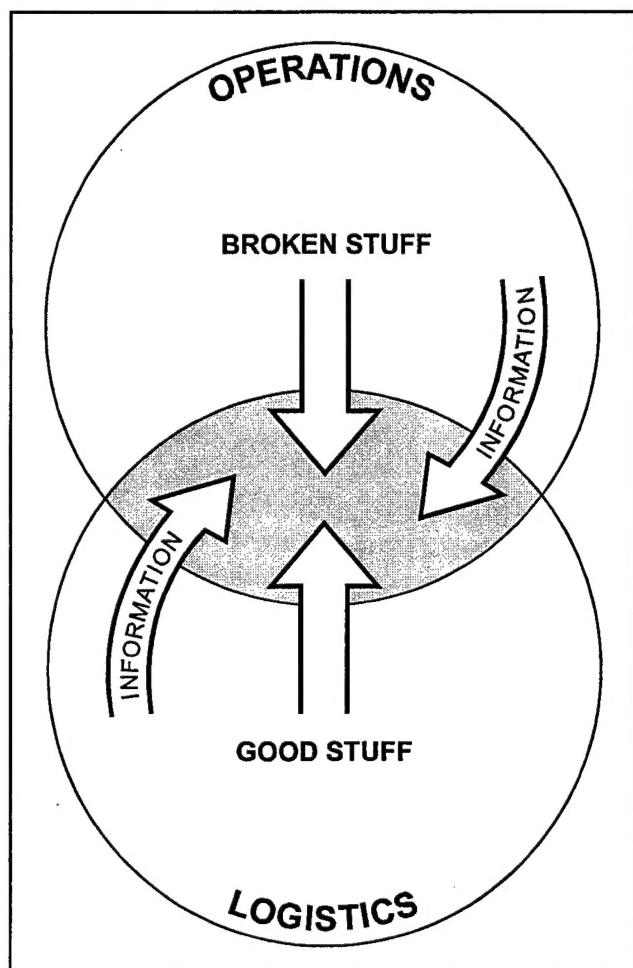 OPERATIONS
BROKEN STUFF
INFORMATION
INFORMATION
GOOD STUFF
LOGISTICS